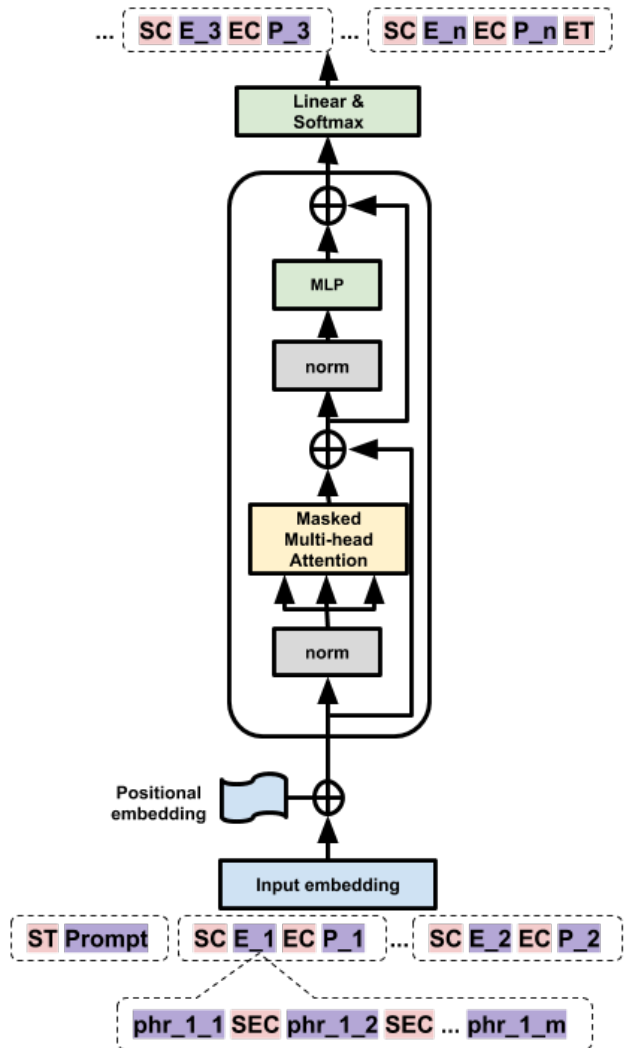 ... SC E_3 EC P_3 ... SC E_n EC P_n ET
Linear &
Softmax
MLP
norm
Masked
Multi-head
Attention
norm
Positional
embedding
Input embedding
ST Prompt SC E_1 EC P_1 ... SC E_2 EC P_2
phr_1_1 SEC phr_1_2 SEC ... phr_1_m